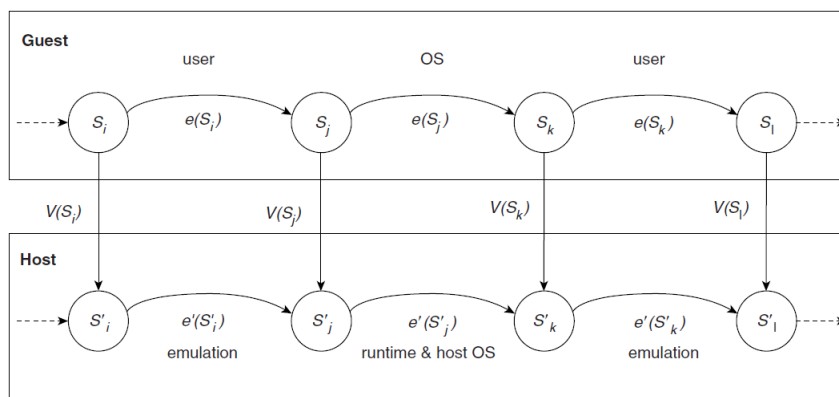 Guest
user OS user
Si Sj Sk Sl
e(Si) e(Sj) e(Sk)
V(Si) V(Sj) V(Sk) V(Sl)
Host
S'i S'j S'k S'l
e'(S'i) e'(S'j) e'(S'k)
emulation runtime & host OS emulation